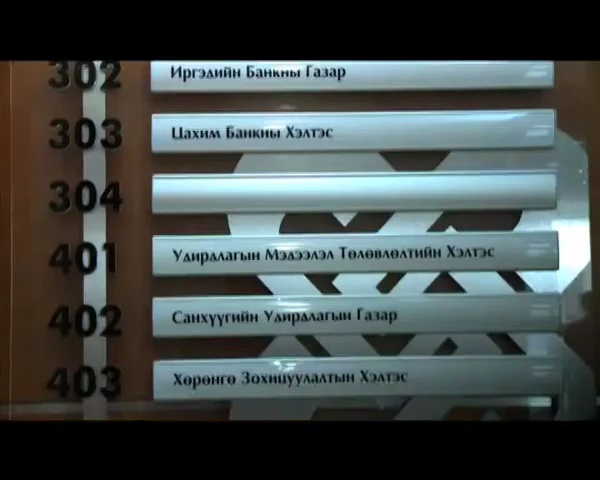 302 Иргэдийн Банкны Газар
303 Цахим Банкны Хэлтэс
304
401 Удирдлагын Мэдээлэл Төлөвлөлтийн Хэлтэс
402 Санхүүгийн Удирдлагын Газар
403 Хөрөнгө Зохицуулалтын Хэлтэс